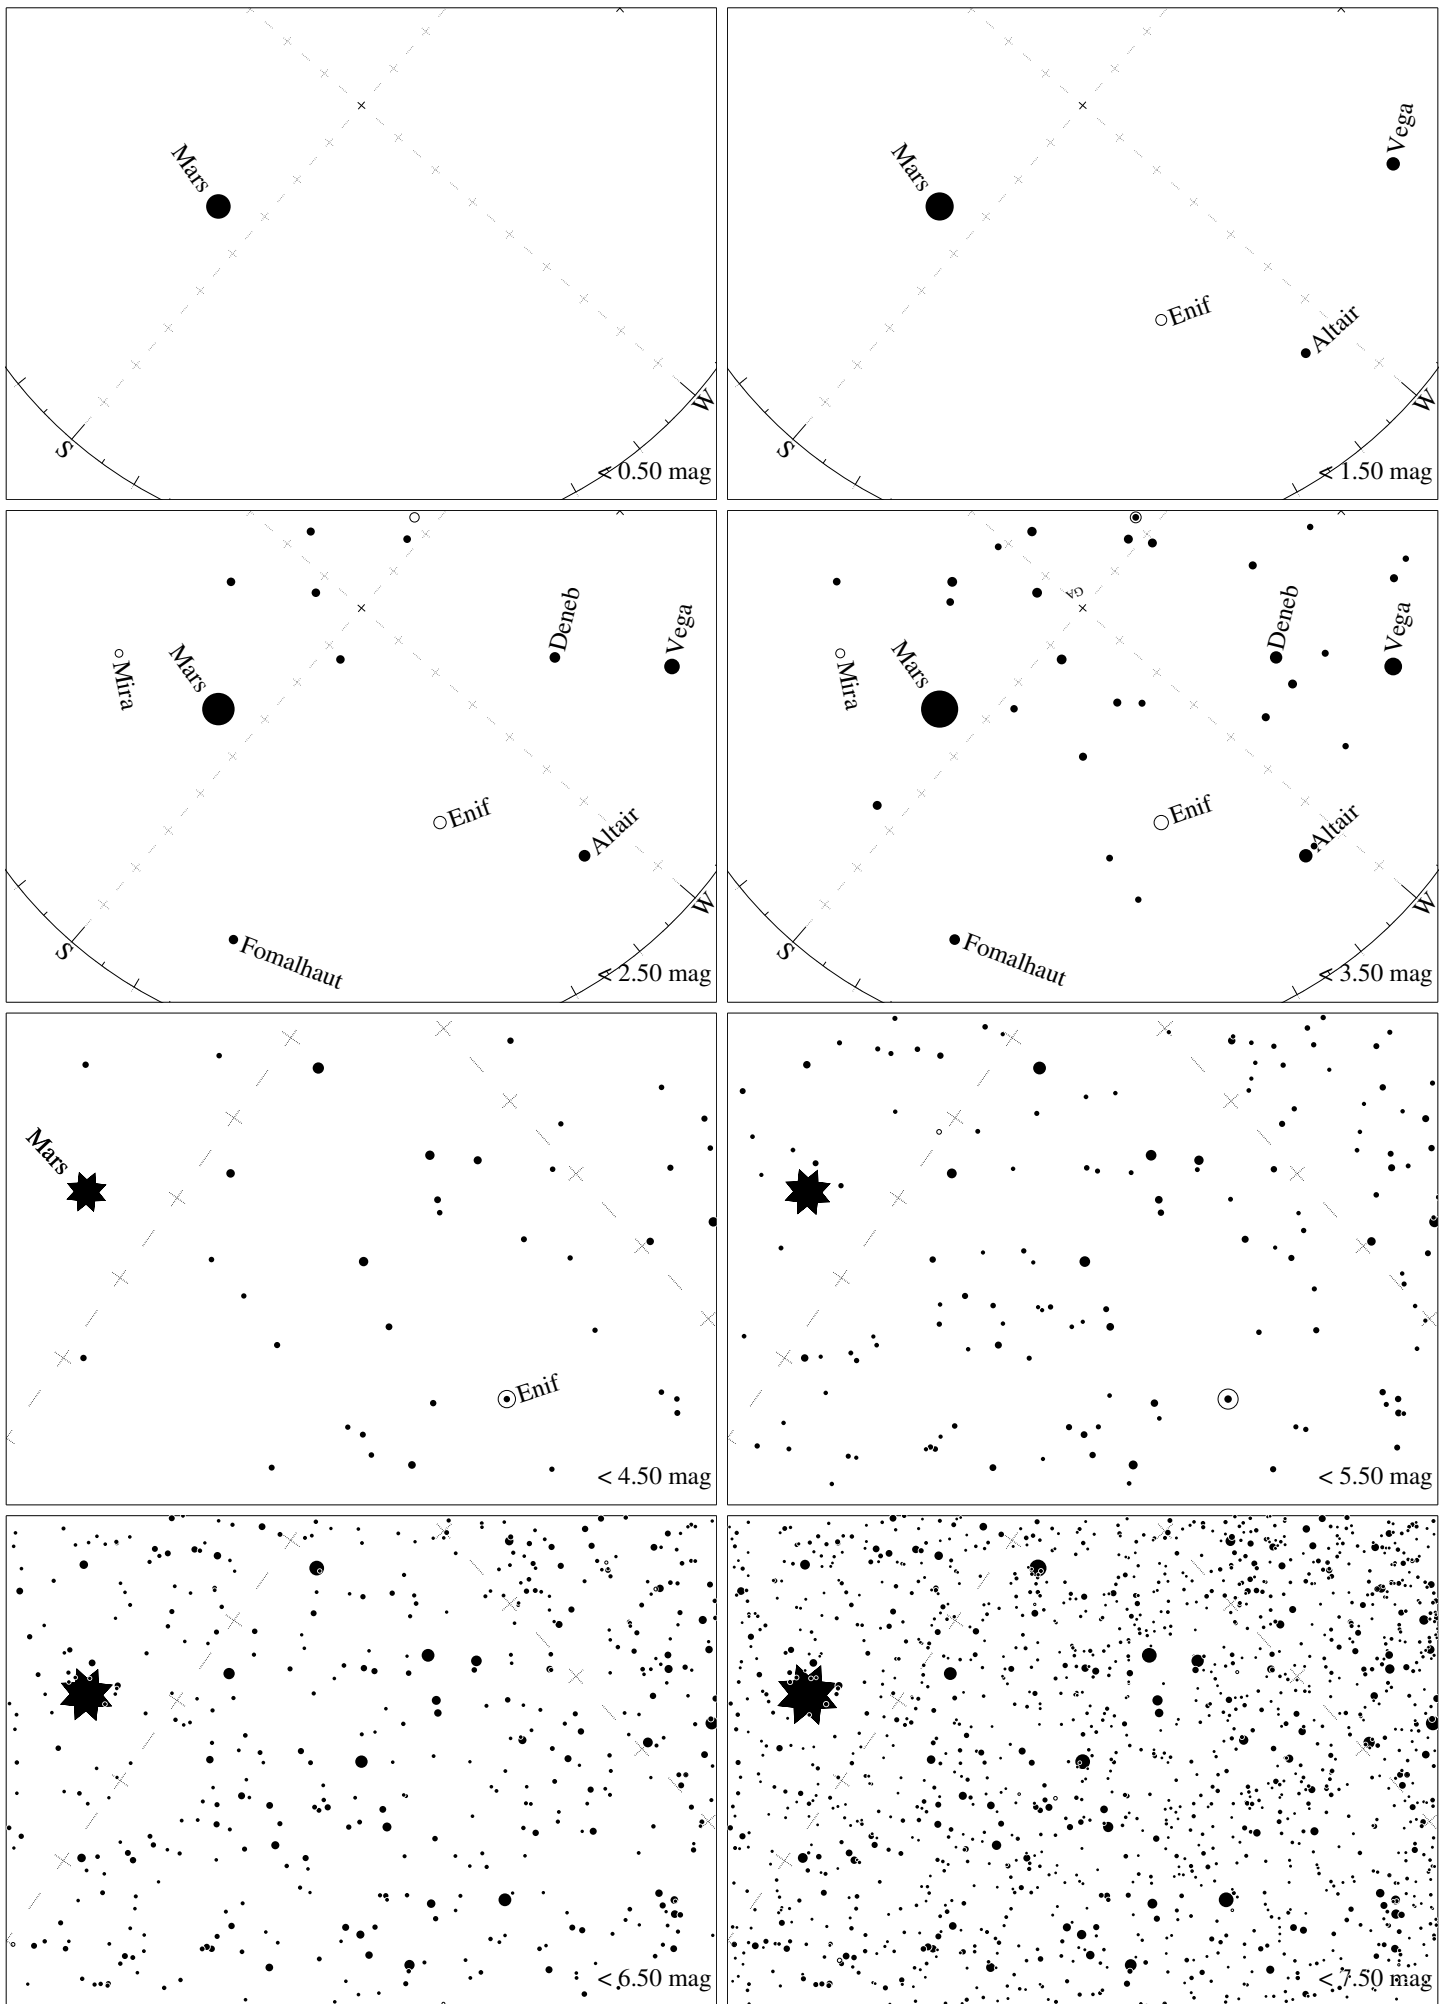 Mars
S
W
< 0.50 mag
Mars
Vega
Enif
Altair
S
W
< 1.50 mag
Deneb
Vega
Mira
Mars
Enif
Altair
S
W
Fomalhaut
< 2.50 mag
GA
Deneb
Vega
Mira
Mars
Enif
Altair
S
W
Fomalhaut
< 3.50 mag
Mars
Enif
< 4.50 mag
< 5.50 mag
< 6.50 mag
< 7.50 mag